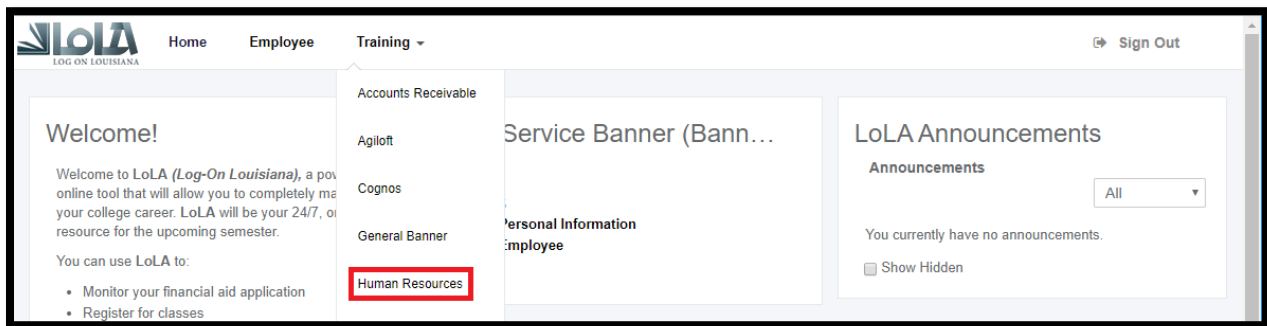 LOLA
LOG ON LOUISIANA
Home
Employee
Training
Sign Out
Accounts Receivable
Agiloft
Cognos
General Banner
Human Resources
Welcome!
Welcome to LoLA (Log-On Louisiana), a
online tool that will allow you to completely
your college career. LoLA will be your 24/7,
resource for the upcoming semester.
You can use LoLA to:
• Monitor your financial aid application
• Register for classes
Service Banner (Bann...
Personal Information
Employee
LoLA Announcements
Announcements
All
You currently have no announcements.
Show Hidden